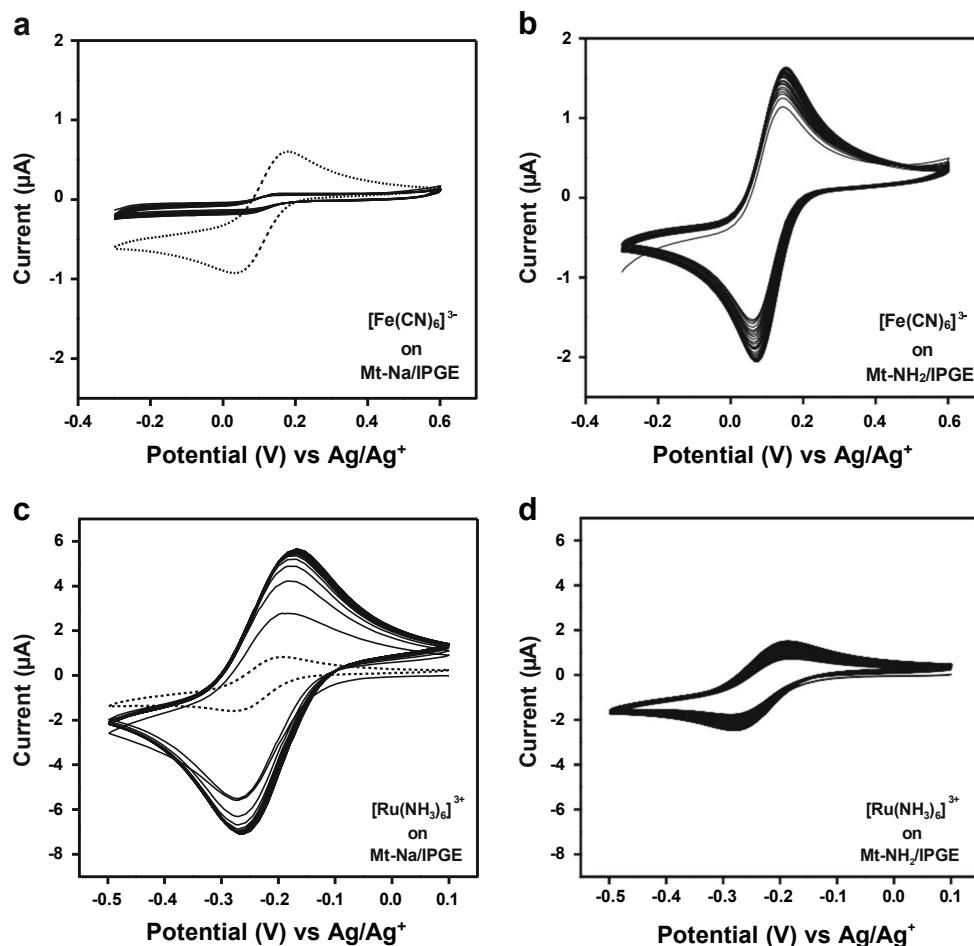 a
2
1
0
-1
-2
Current (µA)
[Fe(CN)₆]³⁻
on
Mt-Na/IPGE
-0.4 -0.2 0.0 0.2 0.4 0.6
Potential (V) vs Ag/Ag⁺
b
2
1
0
-1
-2
Current (µA)
[Fe(CN)₆]³⁻
on
Mt-NH₂/IPGE
-0.4 -0.2 0.0 0.2 0.4 0.6
Potential (V) vs Ag/Ag⁺
c
6
4
2
0
-2
-4
-6
-8
Current (µA)
[Ru(NH₃)₆]³⁺
on
Mt-Na/IPGE
-0.5 -0.4 -0.3 -0.2 -0.1 0.0 0.1
Potential (V) vs Ag/Ag⁺
d
6
4
2
0
-2
-4
-6
-8
Current (µA)
[Ru(NH₃)₆]³⁺
on
Mt-NH₂/IPGE
-0.5 -0.4 -0.3 -0.2 -0.1 0.0 0.1
Potential (V) vs Ag/Ag⁺